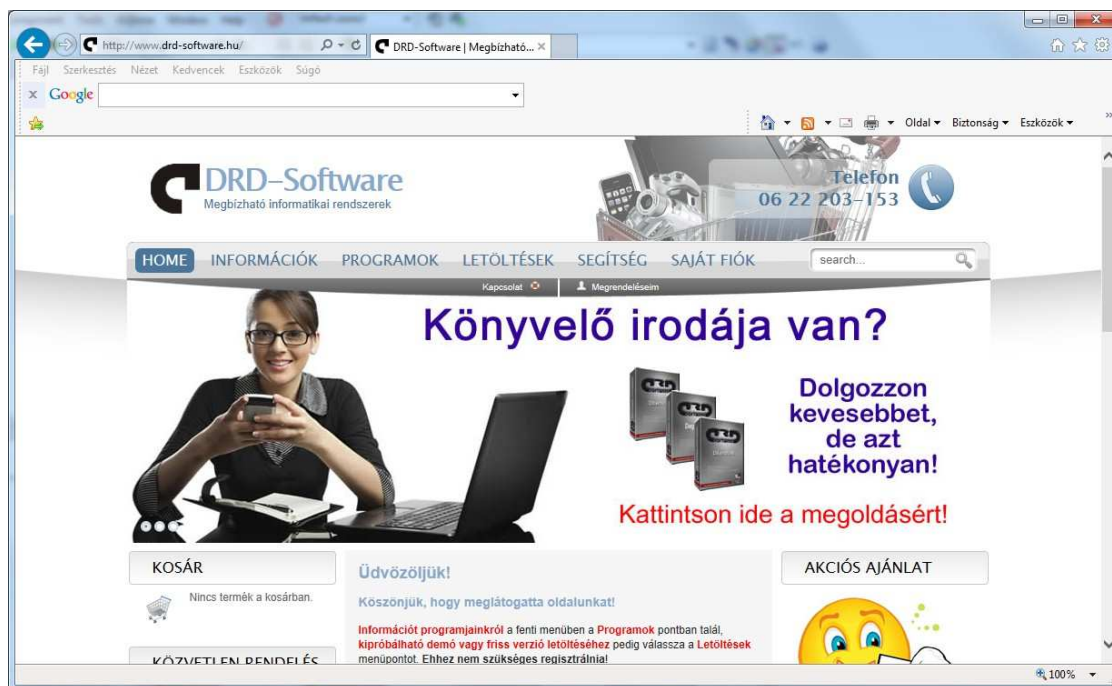 http://www.drd-software.hu/
DRD-Software | Megbízható...
Fájl Szerkesztés Nézet Kedvencek Eszközök Súgó
x Google
Oldal Biztonság Eszközök
DRD-Software
Megbízható informatikai rendszerek
Telefon
06 22 203-153
HOME INFORMÁCIÓK PROGRAMOK LETÖLTÉSEK SEGÍTSÉG SAJÁT FIÓK search...
Kapcsolat Megrendeléseim
Könyvelő irodája van?
Dolgozzon
kevesebbet,
de azt
hatékonyan!
Kattintson ide a megoldásért!
KOSÁR
Nincs termék a kosárban.
KÖZVETLEN RENDELÉS
Üdvözöljük!
Köszönjük, hogy meglátogatta oldalunkat!
Információt programjainkról a fenti menüben a Programok pontban talál,
kipróbálható demó vagy friss verzió letöltéséhez pedig válassza a Letöltések
menüpontot. Ehhez nem szükséges regisztrálnia!
AKCIÓS AJÁNLAT
100%